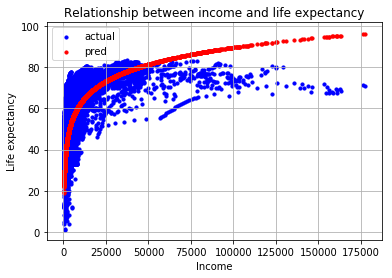 Relationship between income and life expectancy
actual
pred
Life expectancy
100
80
60
40
20
0
0 25000 50000 75000 100000 125000 150000 175000
Income